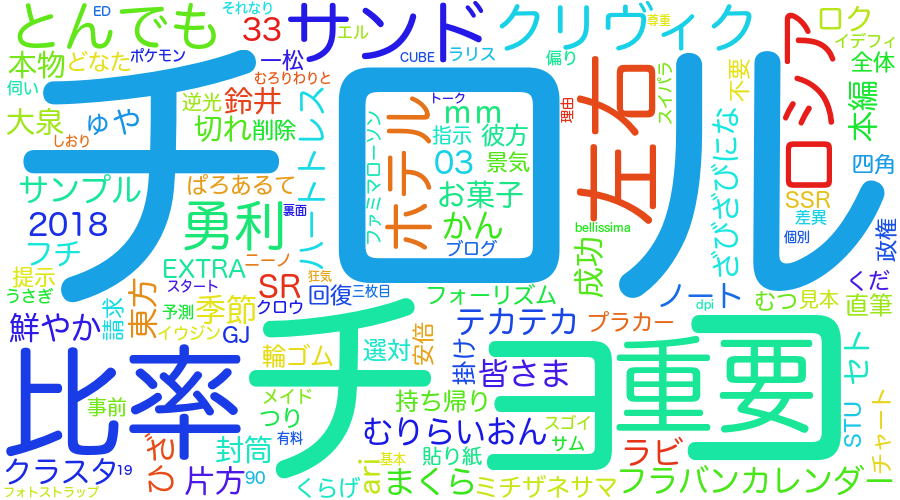 とんでも
ED
それなり
33
サンド
エル
クリヴィク
尊重
ア
ロク
本物
どなた
ポケモン
一松
CUBE
ラリス
偏り
イデフィ
伺い
チロル
むろりわりと
全体
逆光
鈴井
ハートトレス
トーク
mm
理由
左右
スイパラ
不要
ロシア
本編
大泉
ゅや
切れ
削除
ファミマローソン
ホテル
指示
彼方
しおり
03
景気
さびさびにな
四角
サンプル
ぱろあるて
お菓子
SSR
差異
2018
勇利
裏面
かん
bellissima
個別
政権
フチ
ブログ
成功
EXTRA
ニーノ
提示
スタート
SR
狂気
くだ
うさぎ
東方
予測
季節
クロウ
回復
三枚目
フォーリズム
ノート
dpi
むつ
見本
直筆
請求
鮮やか
イウジン
GJ
チヨコ
テカテカ
プラカー
輪ゴム
選対
安倍
掛け
皆さま
重要
セト
比率
事前
メイド
つり
持ち帰り
スゴイ
チャート
STU
ひさ
封筒
有料
むりらいおん
サム
ラビ
クラスタ
19
片方
90
貼り紙
基本
フォトストラップ
くらげ
ari
まくら
ミチザネサマ
フラバンカレンダー